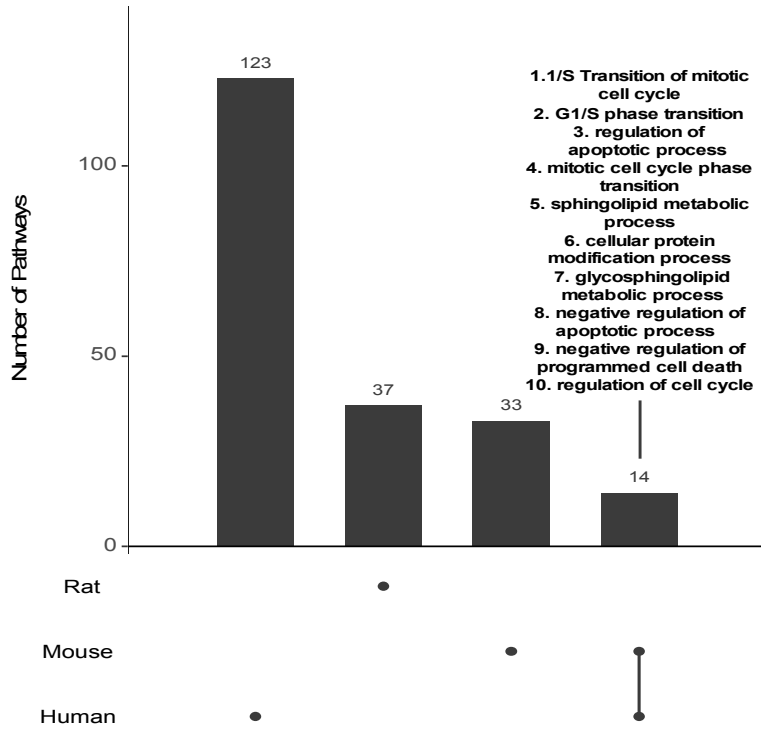 123
1.1/S Transition of mitotic
cell cycle
2. G1/S phase transition
3. regulation of
apoptotic process
4. mitotic cell cycle phase
transition
5. sphingolipid metabolic
process
6. cellular protein
modification process
7. glycosphingolipid
metabolic process
8. negative regulation of
apoptotic process
9. negative regulation of
programmed cell death
10. regulation of cell cycle
100
50
0
Number of Pathways
37
33
14
Rat
Mouse
Human